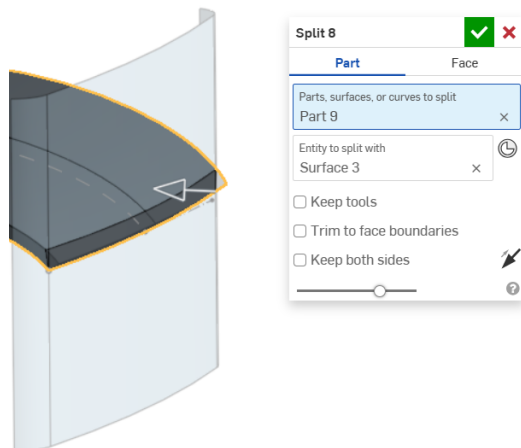 Split 8
Part Face
Parts, surfaces, or curves to split
Part 9
Entity to split with
Surface 3
Keep tools
Trim to face boundaries
Keep both sides
?